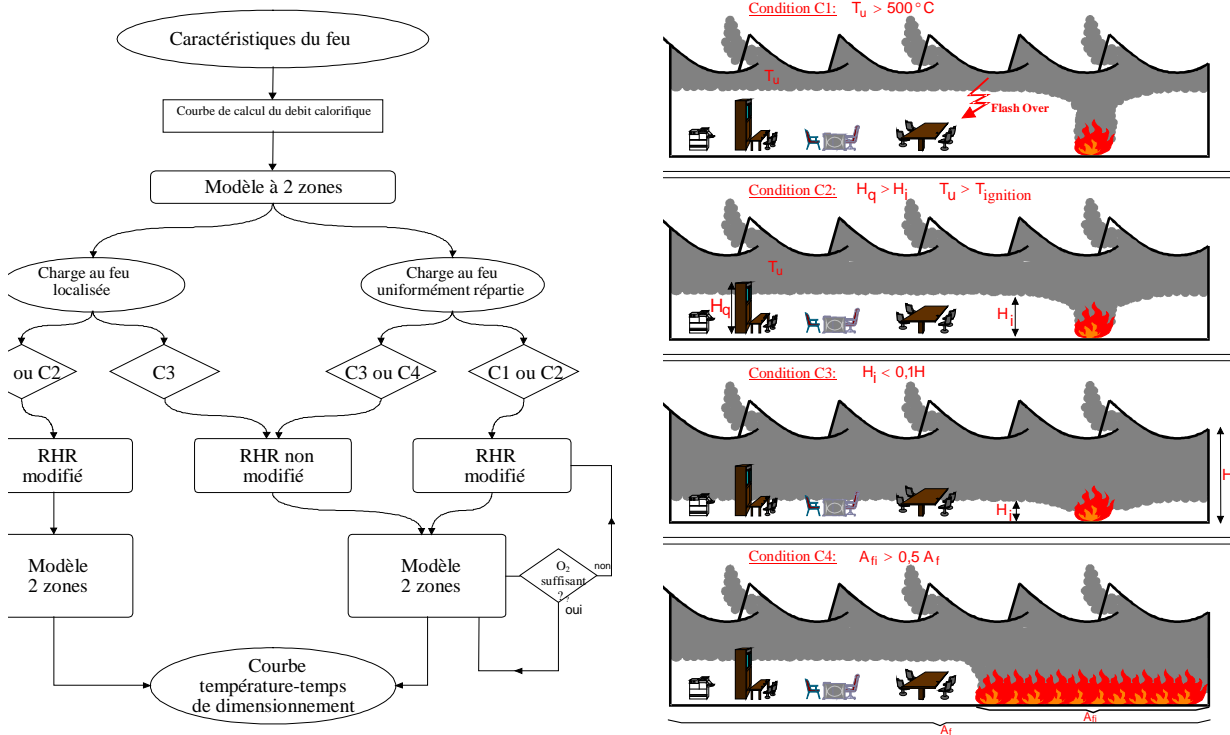 Caractéristiques du feu
Courbe de calcul du debit calorifique
Modèle à 2 zones
Charge au feu
localisée
Charge au feu
uniformément répartie
ou C2
C3
C3 ou C4
C1 ou C2
RHR
modifié
RHR non
modifié
RHR
modifié
Modèle
2 zones
Modèle
2 zones
O2
suffisant
? ?
non
oui
Courbe
température-temps
de dimensionnement
Condition C1: Tu > 500 °C
Tu
Flash Over
Condition C2: Hq > Hi Tu > Tignition
Tu
Hq
Hi
Condition C3: Hi < 0,1H
H
Hi
Condition C4: Afi > 0,5 Af
Afi
Af